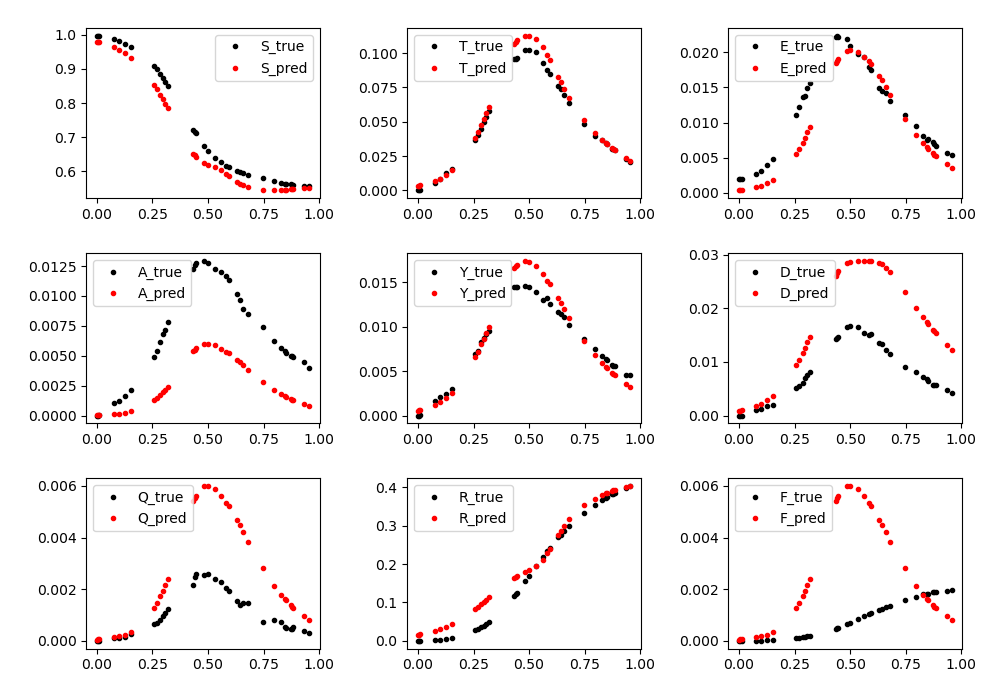 1.0
0.9
0.8
0.7
0.6
S_true
S_pred
0.00 0.25 0.50 0.75 1.00
0.100
0.075
0.050
0.025
0.000
T_true
T_pred
0.00 0.25 0.50 0.75 1.00
0.020
0.015
0.010
0.005
0.000
E_true
E_pred
0.00 0.25 0.50 0.75 1.00
0.0125
0.0100
0.0075
0.0050
0.0025
0.0000
A_true
A_pred
0.00 0.25 0.50 0.75 1.00
0.015
0.010
0.005
0.000
Y_true
Y_pred
0.00 0.25 0.50 0.75 1.00
0.03
0.02
0.01
0.00
D_true
D_pred
0.00 0.25 0.50 0.75 1.00
0.006
0.004
0.002
0.000
Q_true
Q_pred
0.00 0.25 0.50 0.75 1.00
0.4
0.3
0.2
0.1
0.0
R_true
R_pred
0.00 0.25 0.50 0.75 1.00
0.006
0.004
0.002
0.000
F_true
F_pred
0.00 0.25 0.50 0.75 1.00